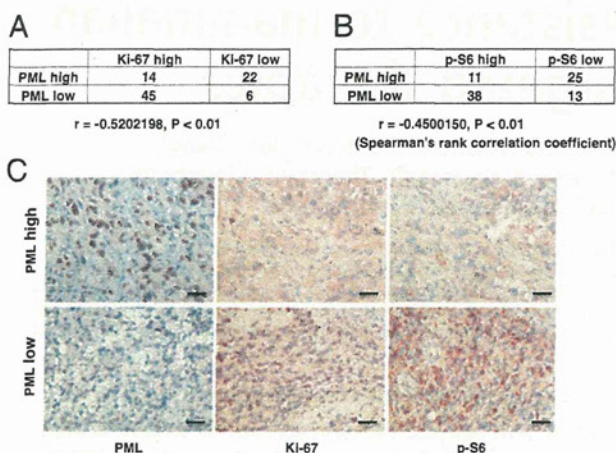 A
Ki-67 high Ki-67 low
PML high 14 22
PML low 45 6
r = -0.5202198, P < 0.01
B
p-S6 high p-S6 low
PML high 11 25
PML low 38 13
r = -0.4500150, P < 0.01
(Spearman's rank correlation coefficient)
C
PML high
PML low
PML Ki-67 p-S6